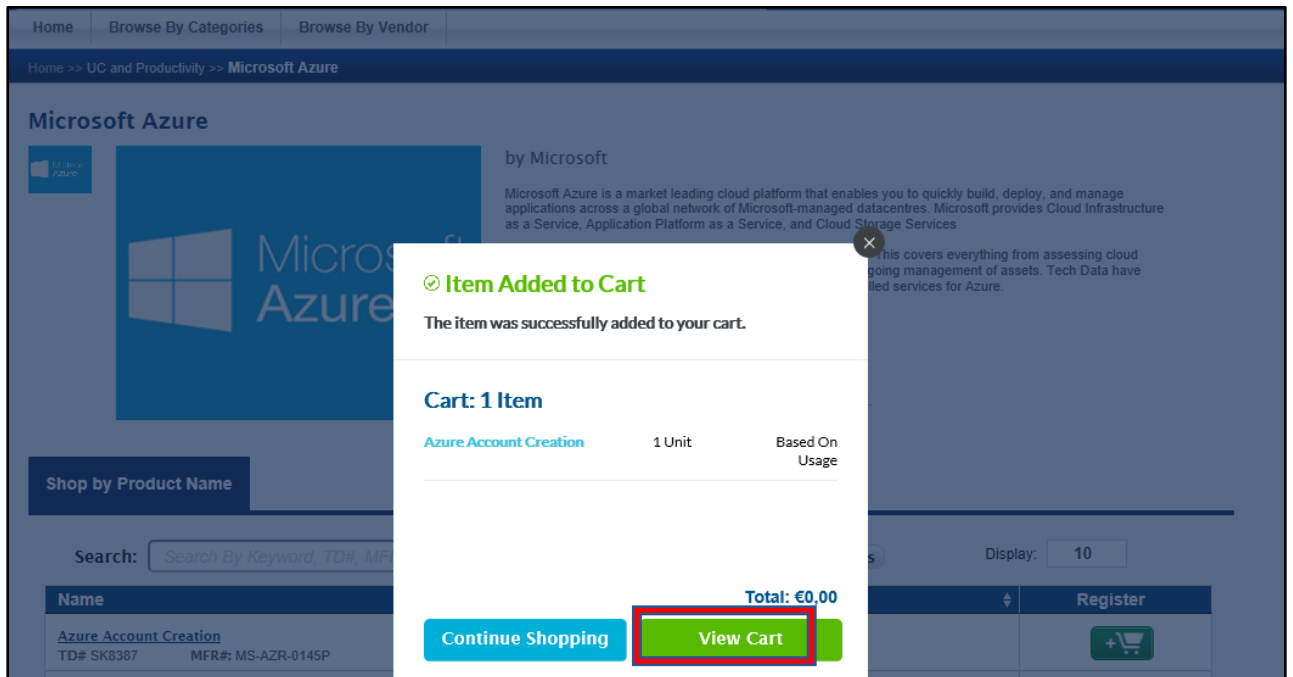 Home Browse By Categories Browse By Vendor
Home >> UC and Productivity >> Microsoft Azure
Microsoft Azure
Microsoft
Azure
by Microsoft
Microsoft Azure is a market leading cloud platform that enables you to quickly build, deploy, and manage
applications across a global network of Microsoft-managed datacentres. Microsoft provides Cloud Infrastructure
as a Service, Application Platform as a Service, and Cloud Storage Services
This covers everything from assessing cloud
going management of assets. Tech Data have
lled services for Azure.
Micros
Azure
Item Added to Cart
The item was successfully added to your cart.
Cart: 1 Item
Azure Account Creation 1 Unit Based On
Usage
Total: €0,00
Continue Shopping View Cart
Shop by Product Name
Search: Search By Keyword, TD#, MF
s Display: 10
Name Register
Azure Account Creation
TD# SK8387 MFR#: MS-AZR-0145P